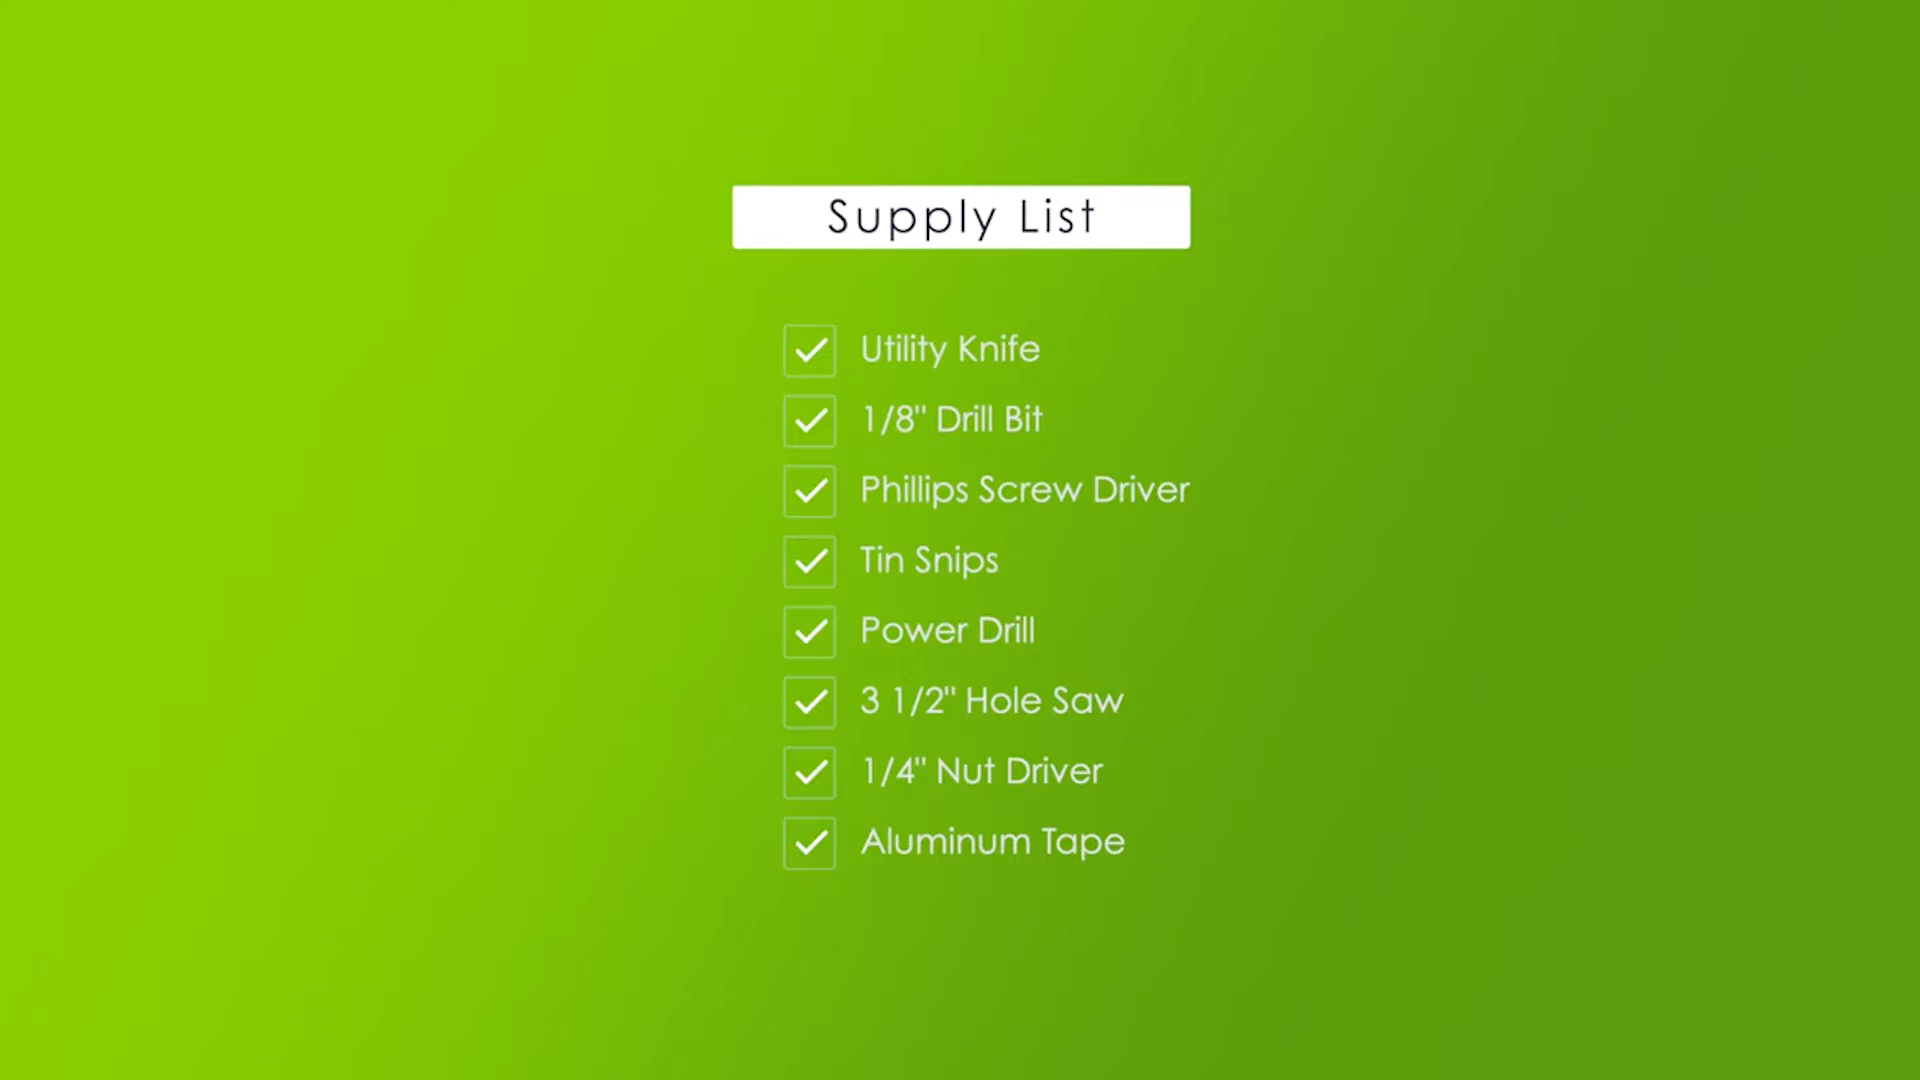 Supply List
Utility Knife
1/8" Drill Bit
Phillips Screw Driver
Tin Snips
Power Drill
3 1/2" Hole Saw
1/4" Nut Driver
Aluminum Tape